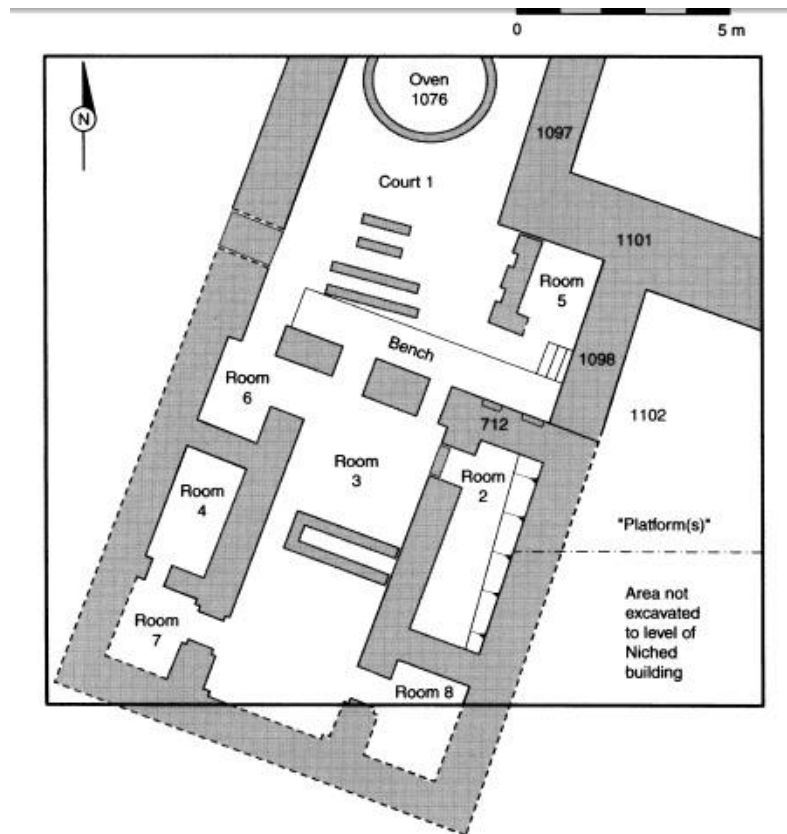 0 5 m
N
Oven
1076
1097
Court 1
1101
Room
5
Bench
1098
Room
6
1102
712
Room
3
Room
2
Room
4
"Platform(s)"
Area not
excavated
to level of
Niched
building
Room
7
Room 8